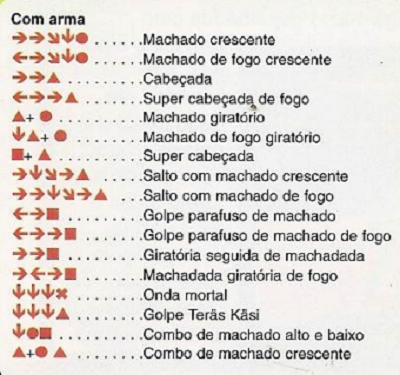 Com arma
→→↘↓● ......Machado crescente
←→↘↓● ......Machado de fogo crescente
→→▲ .........Cabeçada
←→→▲ .......Super cabeçada de fogo
▲+ ● .........Machado giratório
↓▲+ ● .......Machado de fogo giratório
■+ ▲ .........Super cabeçada
→↓↘→▲ .....Salto com machado crescente
→→↓↘→▲ ...Salto com machado de fogo
←→■ .........Golpe parafuso de machado
←→→■ .......Golpe parafuso de machado de fogo
→→■ .........Giratória seguida de machadada
→←→■ .......Machadada giratória de fogo
↓↓↓✖ ........Onda mortal
↓↓↓▲ ........Golpe Teräs Käsi
↓●■ .........Combo de machado alto e baixo
▲+● ▲ .......Combo de machado crescente